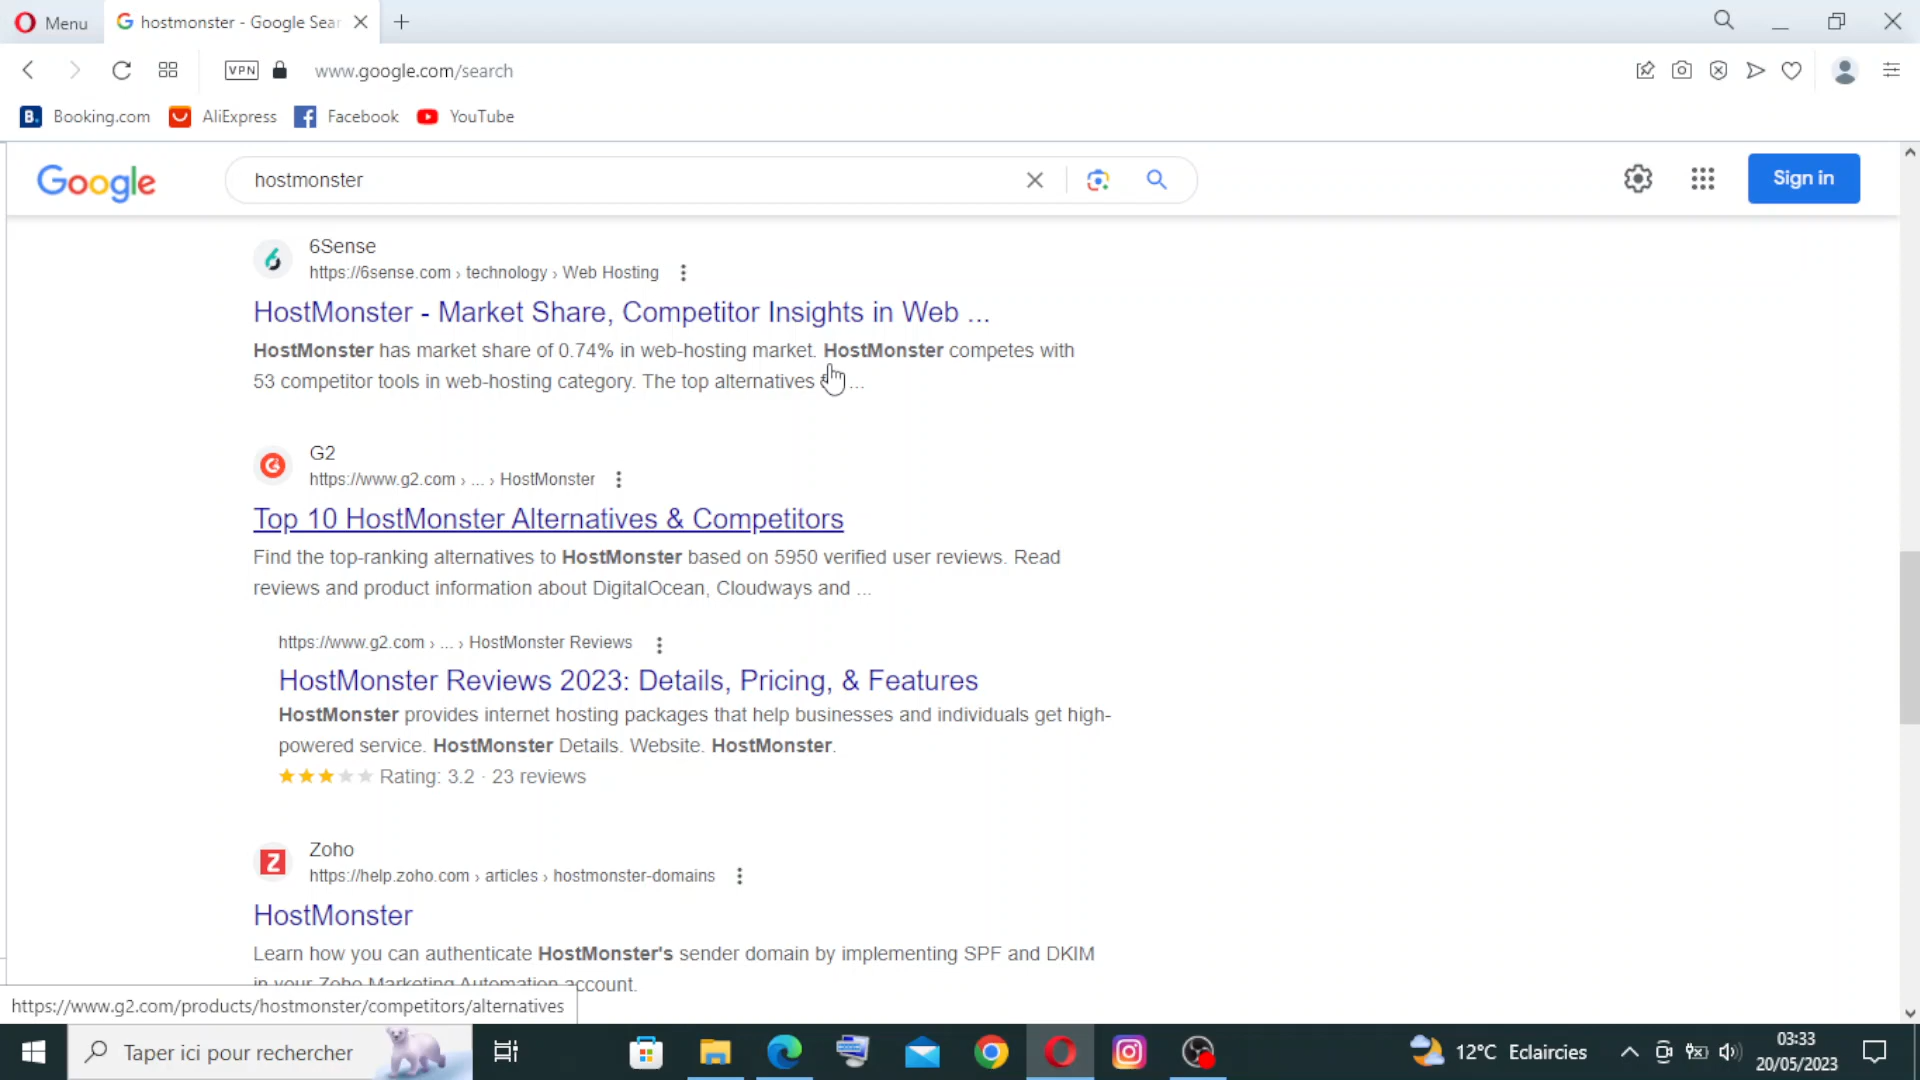 Menu
hostmonster - Google Sear
VPN
www.google.com/search
B. Booking.com AliExpress Facebook YouTube
Google
hostmonster
Sign in
6Sense
https://6sense.com › technology › Web Hosting
HostMonster - Market Share, Competitor Insights in Web ...
HostMonster has market share of 0.74% in web-hosting market. HostMonster competes with
53 competitor tools in web-hosting category. The top alternatives ...
G2
https://www.g2.com › ... › HostMonster
Top 10 HostMonster Alternatives & Competitors
Find the top-ranking alternatives to HostMonster based on 5950 verified user reviews. Read
reviews and product information about DigitalOcean, Cloudways and ...
https://www.g2.com › ... › HostMonster Reviews
HostMonster Reviews 2023: Details, Pricing, & Features
HostMonster provides internet hosting packages that help businesses and individuals get high-
powered service. HostMonster Details. Website. HostMonster.
Rating: 3.2 · 23 reviews
Z
Zoho
https://help.zoho.com › articles › hostmonster-domains
HostMonster
Learn how you can authenticate HostMonster's sender domain by implementing SPF and DKIM
in your Zoho Marketing Automation account.
https://www.g2.com/products/hostmonster/competitors/alternatives
Taper ici pour rechercher
12°C Eclaircies
03:33
20/05/2023